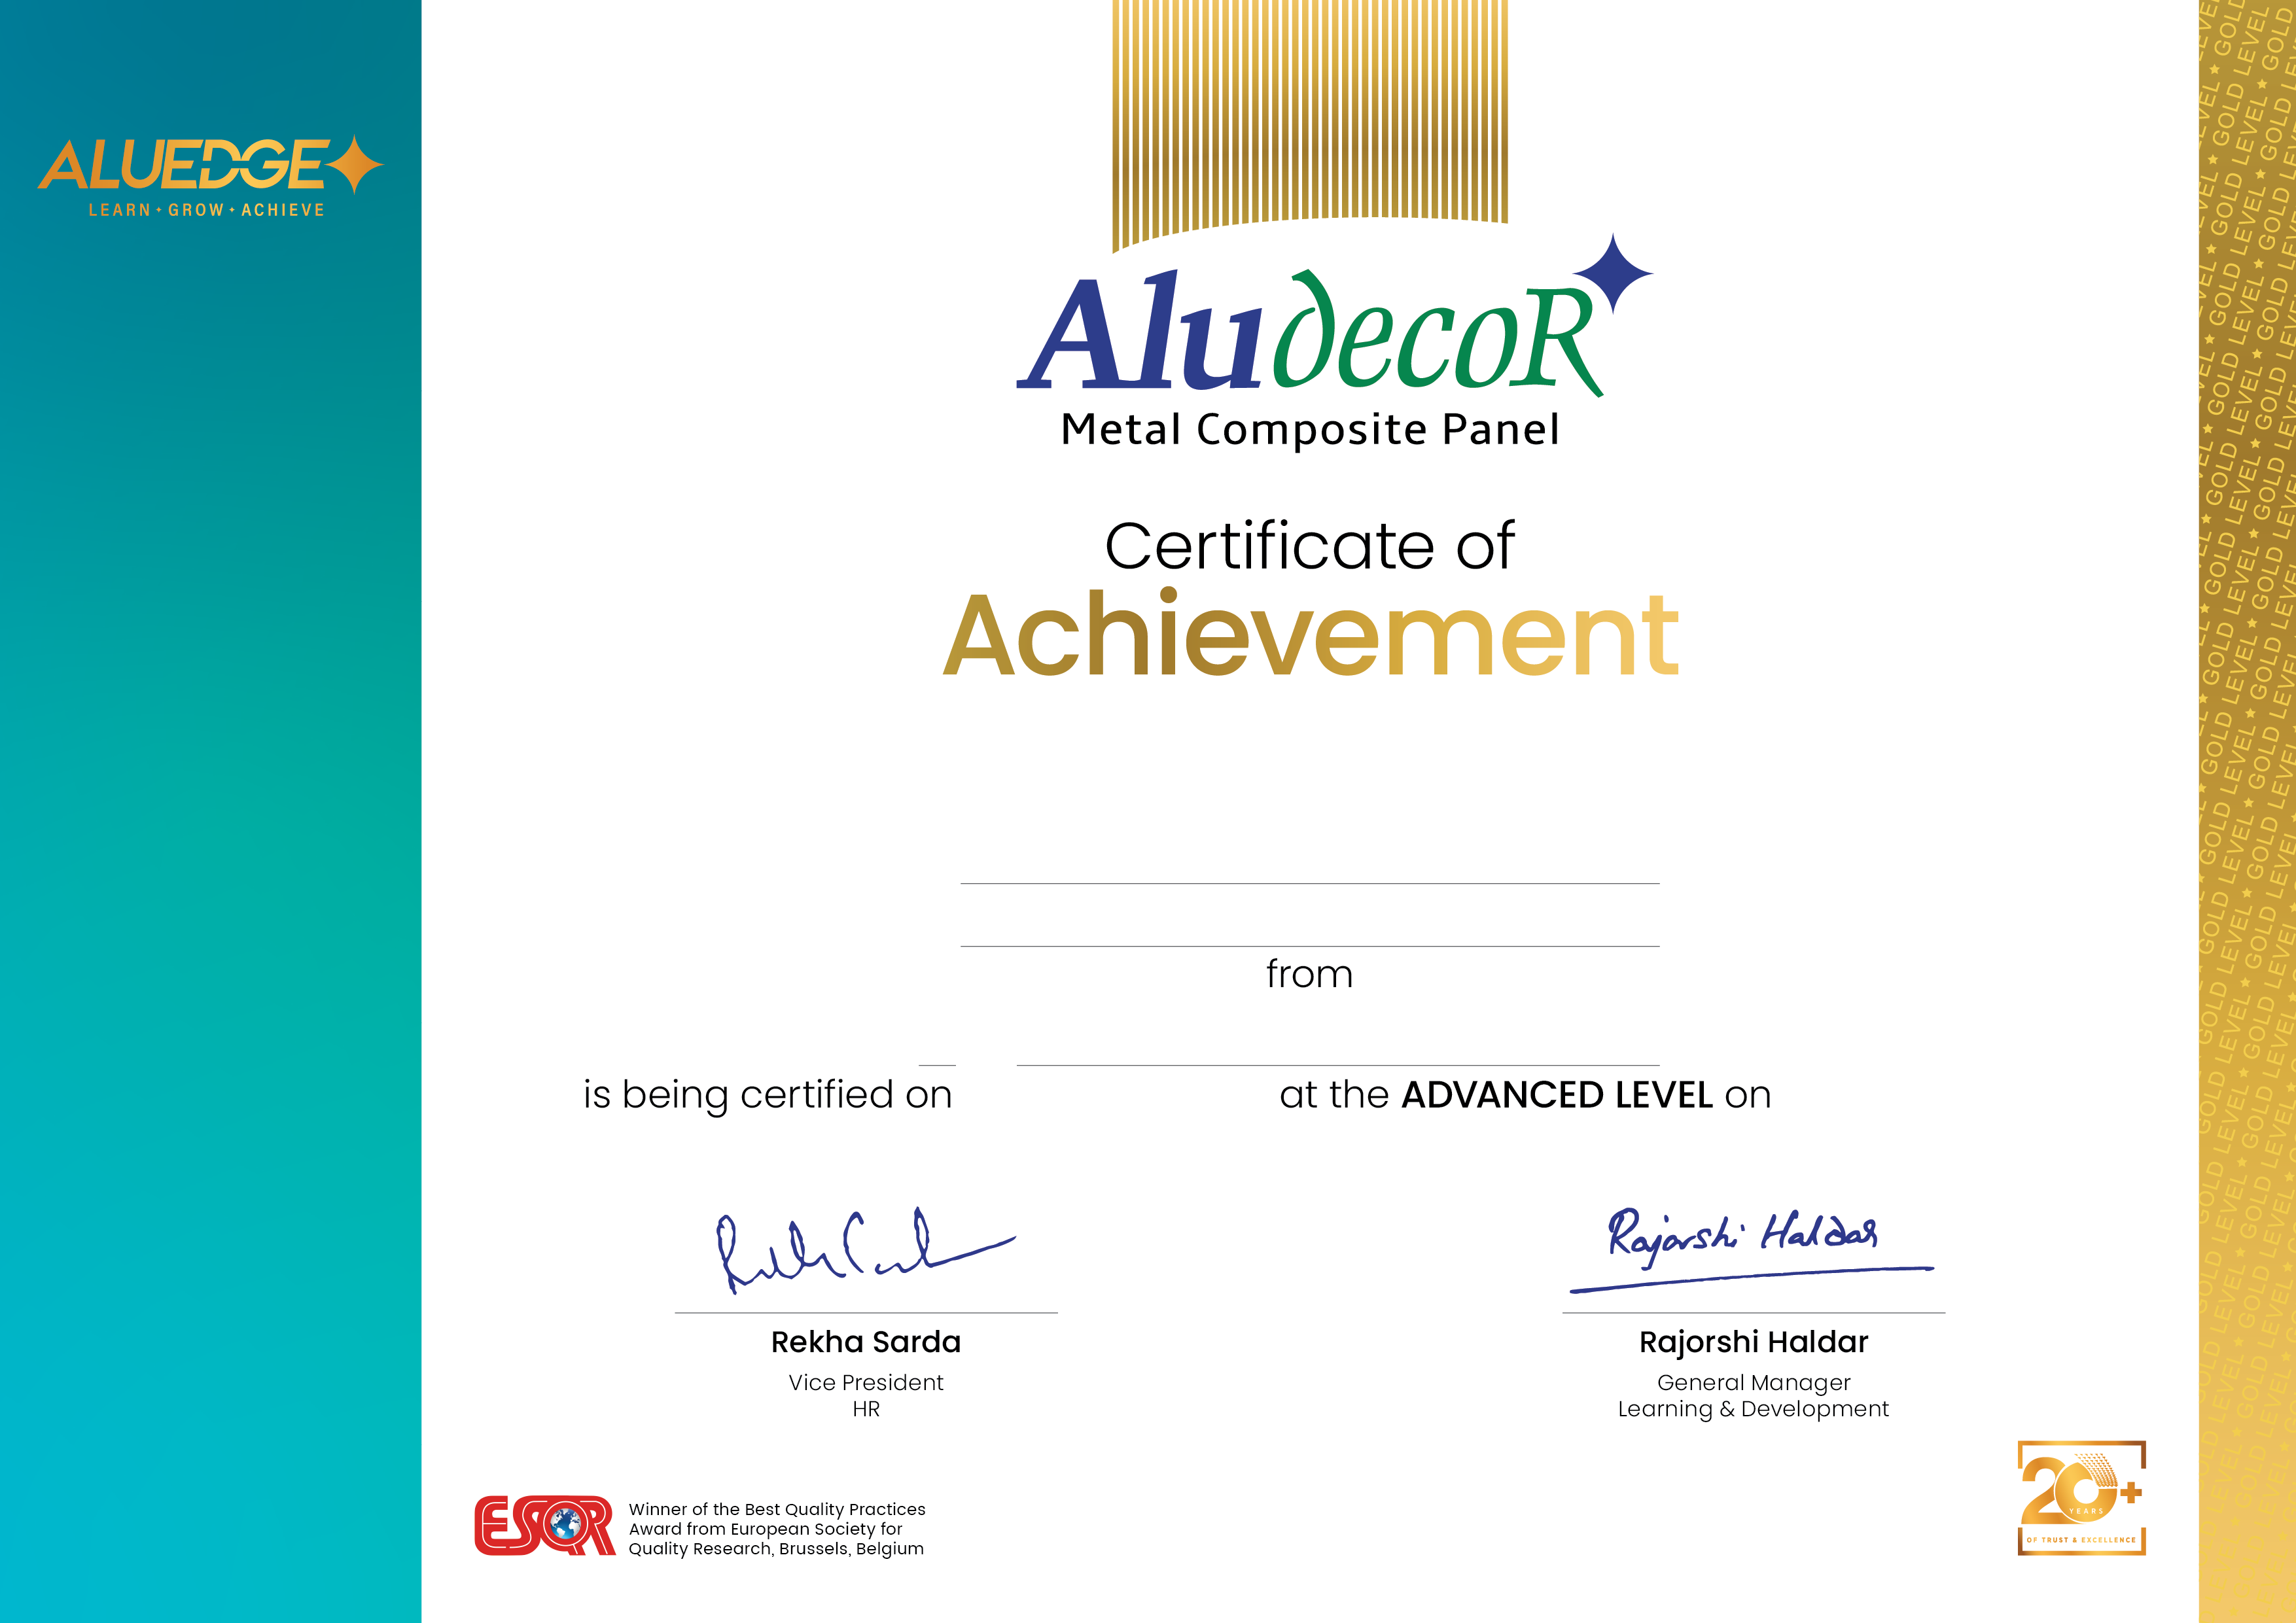 ALUEDGE
LEARN • GROW • ACHIEVE
AludecoR
Metal Composite Panel
Certificate of
Achievement
from
is being certified on at the ADVANCED LEVEL on
Rajorshi Haldar
Rekha Sarda
Vice President
HR
Rajorshi Haldar
General Manager
Learning & Development
ESQR
Winner of the Best Quality Practices
Award from European Society for
Quality Research, Brussels, Belgium
20+
YEARS
OF TRUST & EXCELLENCE
GOLD LEVEL ★ GOLD LEVEL ★ GOLD LEVEL